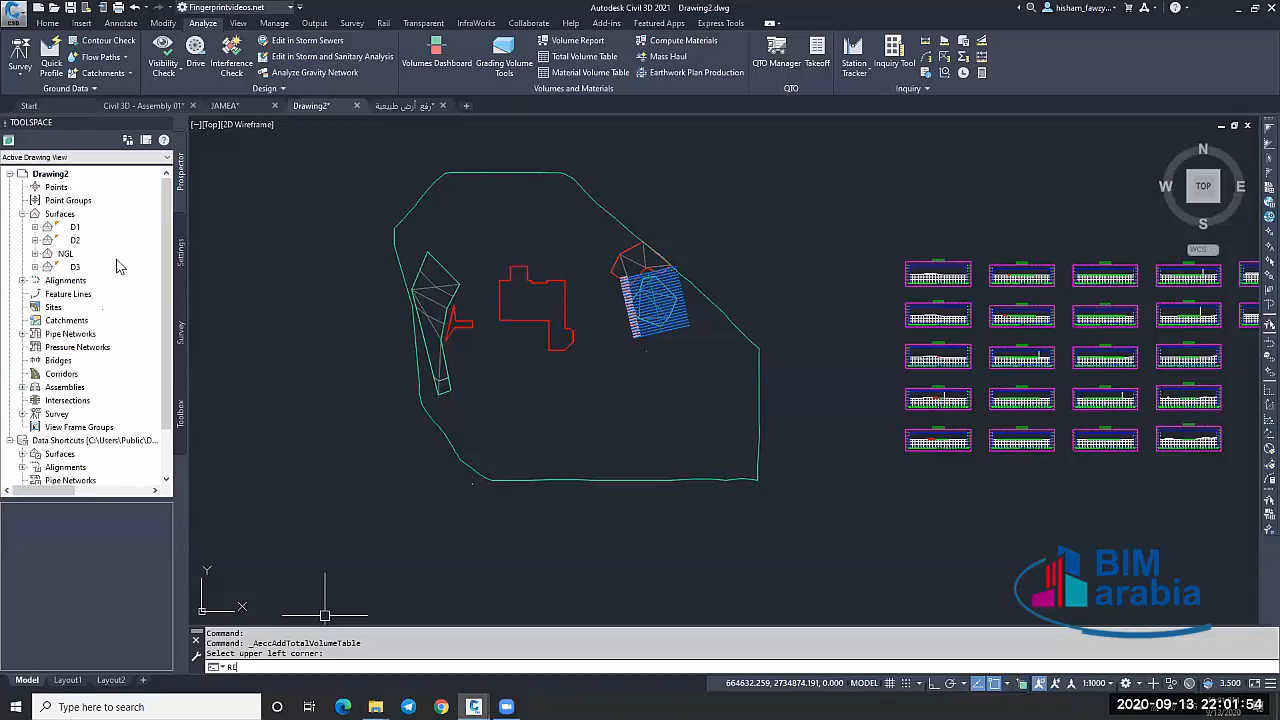 Fingerprintvideos.net
Autodesk Civil 3D 2021
Drawing2.dwg
hisham_fawzy...
Home
Insert
Annotate
Modify
Analyze
View
Manage
Output
Survey
Rail
Transparent
InfraWorks
Collaborate
Help
Add-ins
Featured Apps
Express Tools
Survey
Quick Profile
Contour Check
Flow Paths
Catchments
Visibility Check
Drive
Interference Check
Edit in Storm Sewers
Edit in Storm and Sanitary Analysis
Analyze Gravity Network
Volumes Dashboard
Grading Volume Tools
Volume Report
Total Volume Table
Material Volume Table
Compute Materials
Mass Haul
Earthwork Plan Production
QTO Manager
Takeoff
Station Tracker
Inquiry Tool
Ground Data
Design
Volumes and Materials
QTO
Inquiry
Start
Civil 3D - Assembly 01*
JAMEA*
Drawing2*
رفع أرض طبيعية*
TOOLSPACE
[−][Top][2D Wireframe]
Active Drawing View
Drawing2
Points
Point Groups
Surfaces
D1
D2
NGL
D3
Alignments
Feature Lines
Sites
Catchments
Pipe Networks
Pressure Networks
Bridges
Corridors
Assemblies
Intersections
Survey
View Frame Groups
Data Shortcuts [C:\Users\Public\D...
Surfaces
Alignments
Pipe Networks
Prospector
Settings
Survey
Toolbox
N
W
TOP
E
S
WCS
Y
X
BIM
arabia
Command:
Command: _AeccAddTotalVolumeTable
Select upper left corner:
RE
Model
Layout1
Layout2
664632.259, 2734874.191, 0.000
MODEL
1:1000
3.500
Type here to search
2020-09-13 22:01:54